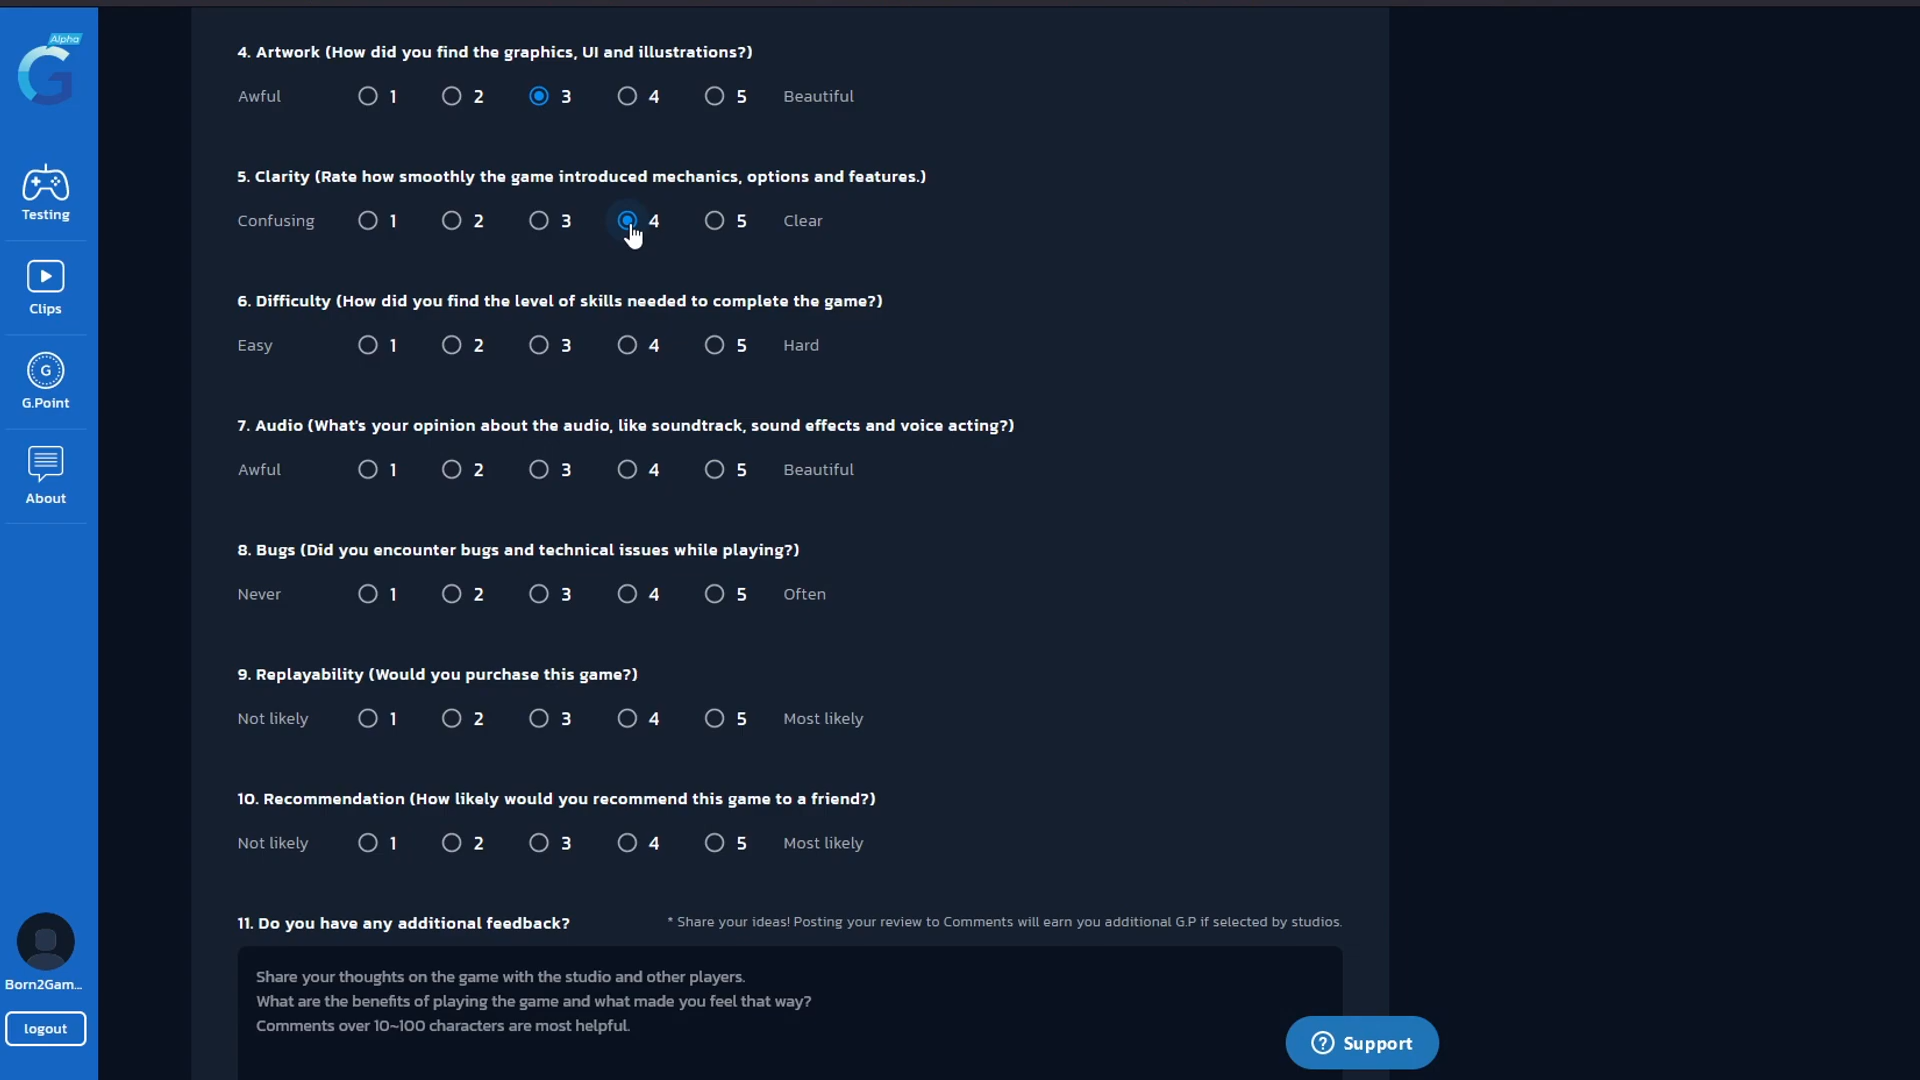 Alpha
G
Testing
Clips
G
G.Point
About
Born2Gam...
logout
4. Artwork (How did you find the graphics, UI and illustrations?)
Awful 1 2 3 4 5 Beautiful
5. Clarity (Rate how smoothly the game introduced mechanics, options and features.)
Confusing 1 2 3 4 5 Clear
6. Difficulty (How did you find the level of skills needed to complete the game?)
Easy 1 2 3 4 5 Hard
7. Audio (What's your opinion about the audio, like soundtrack, sound effects and voice acting?)
Awful 1 2 3 4 5 Beautiful
8. Bugs (Did you encounter bugs and technical issues while playing?)
Never 1 2 3 4 5 Often
9. Replayability (Would you purchase this game?)
Not likely 1 2 3 4 5 Most likely
10. Recommendation (How likely would you recommend this game to a friend?)
Not likely 1 2 3 4 5 Most likely
11. Do you have any additional feedback? * Share your ideas! Posting your review to Comments will earn you additional G.P if selected by studios.
Share your thoughts on the game with the studio and other players.
What are the benefits of playing the game and what made you feel that way?
Comments over 10~100 characters are most helpful.
? Support